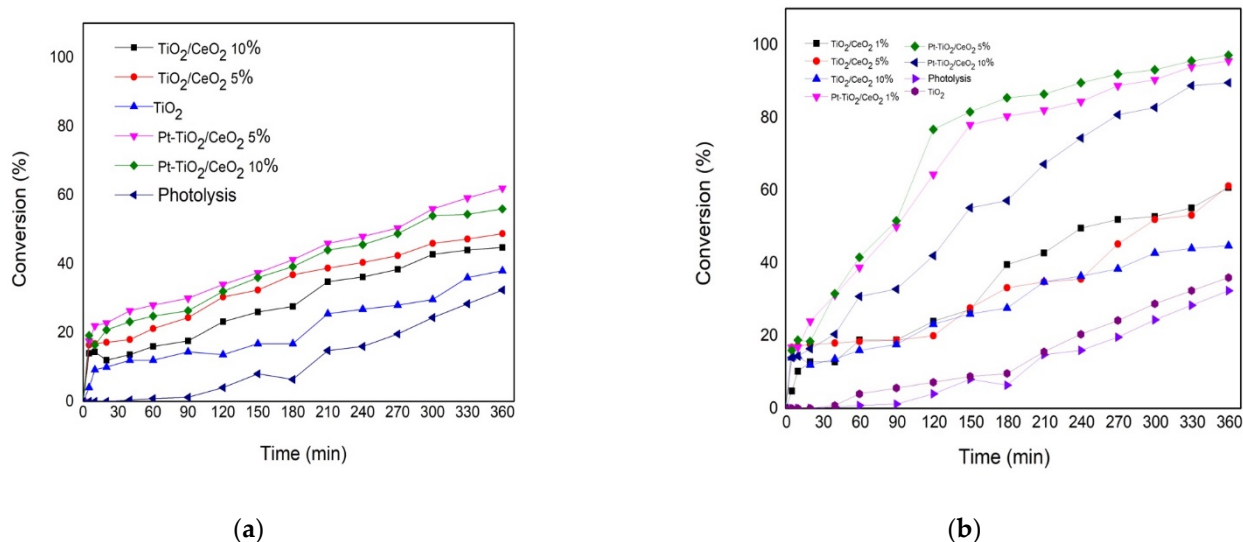 (a)
TiO2/CeO2 10%
TiO2/CeO2 5%
TiO2
Pt-TiO2/CeO2 5%
Pt-TiO2/CeO2 10%
Photolysis
Conversion (%)
100
80
60
40
20
0
0 30 60 90 120 150 180 210 240 270 300 330 360
Time (min)
(b)
TiO2/CeO2 1%
TiO2/CeO2 5%
TiO2/CeO2 10%
Pt-TiO2/CeO2 1%
Pt-TiO2/CeO2 5%
Pt-TiO2/CeO2 10%
Photolysis
TiO2
Conversion (%)
100
80
60
40
20
0
0 30 60 90 120 150 180 210 240 270 300 330 360
Time (min)
(a)
(b)